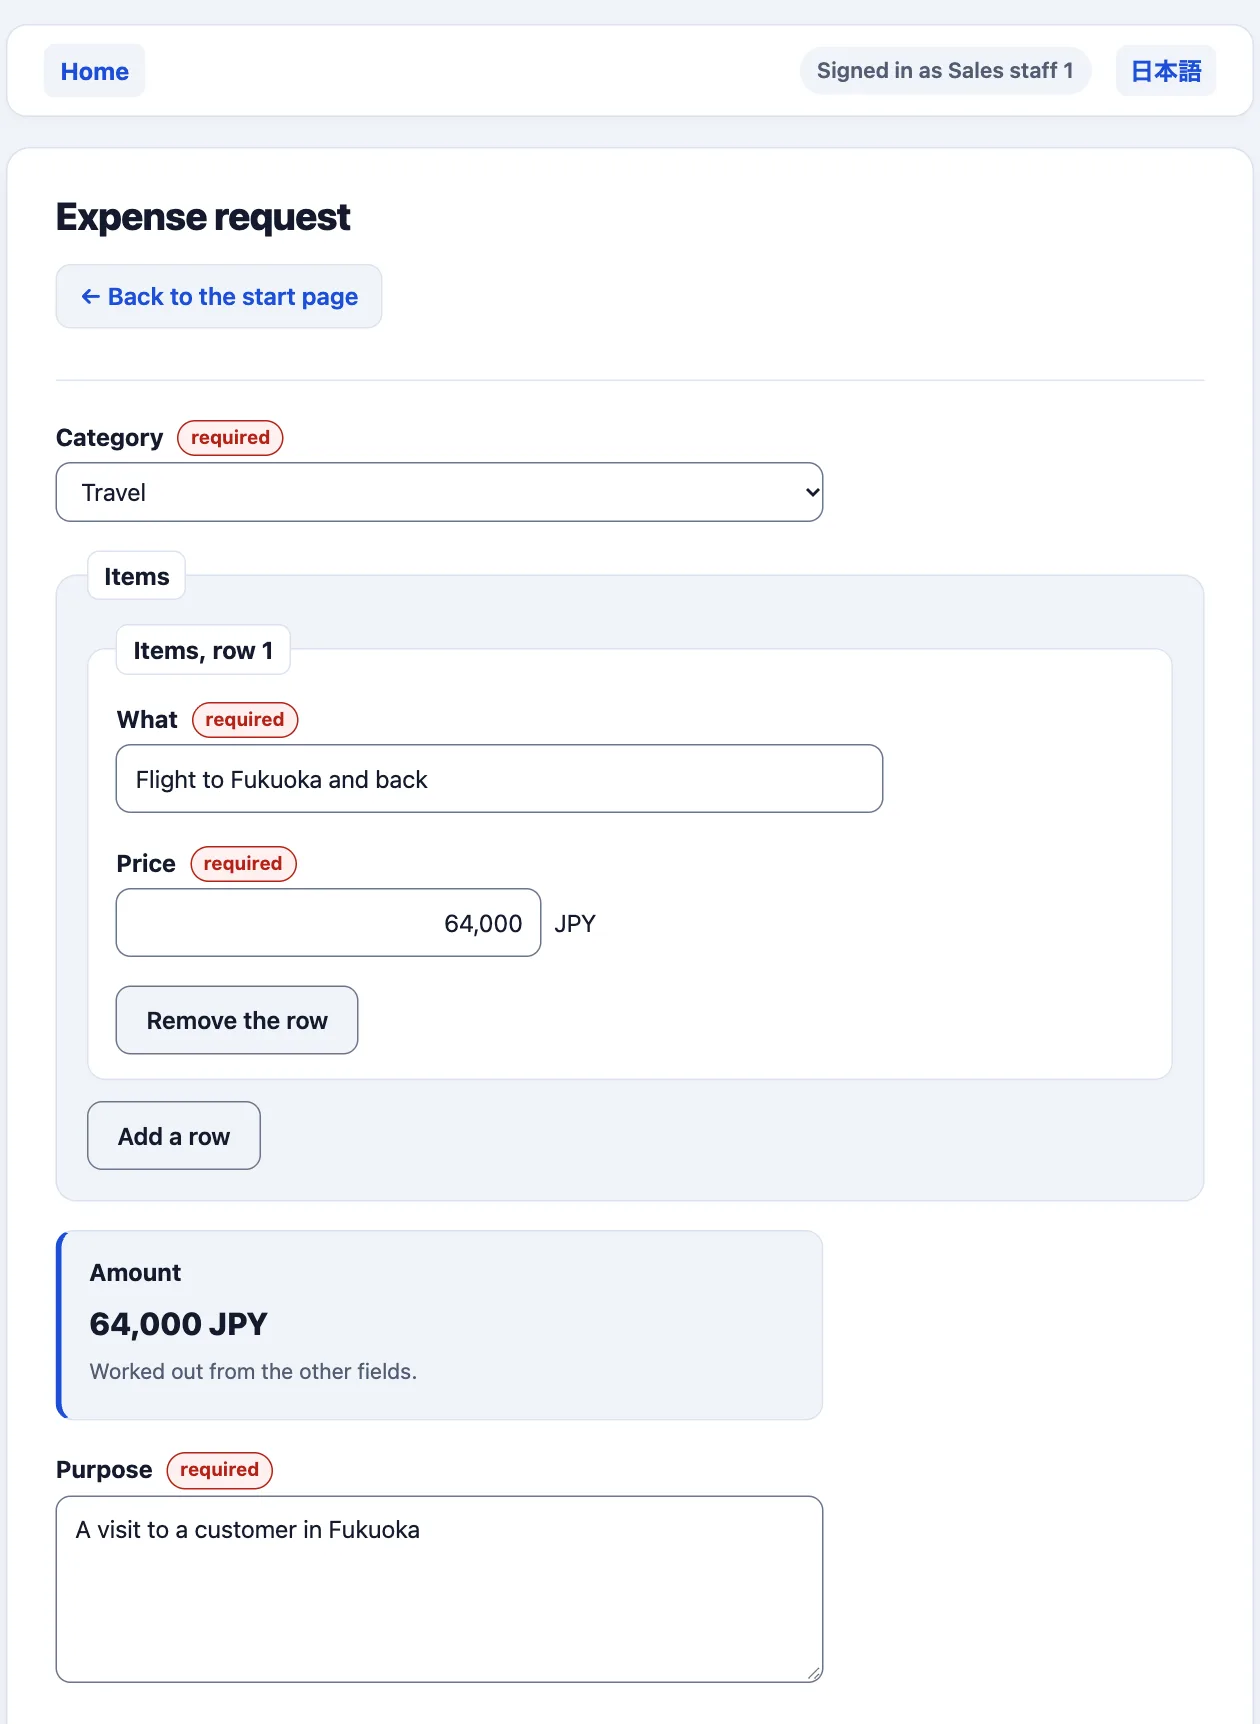 Home
Signed in as Sales staff 1
日本語
Expense request
← Back to the start page
Category required
Travel
Items
Items, row 1
What required
Flight to Fukuoka and back
Price required
64,000 JPY
Remove the row
Add a row
Amount
64,000 JPY
Worked out from the other fields.
Purpose required
A visit to a customer in Fukuoka